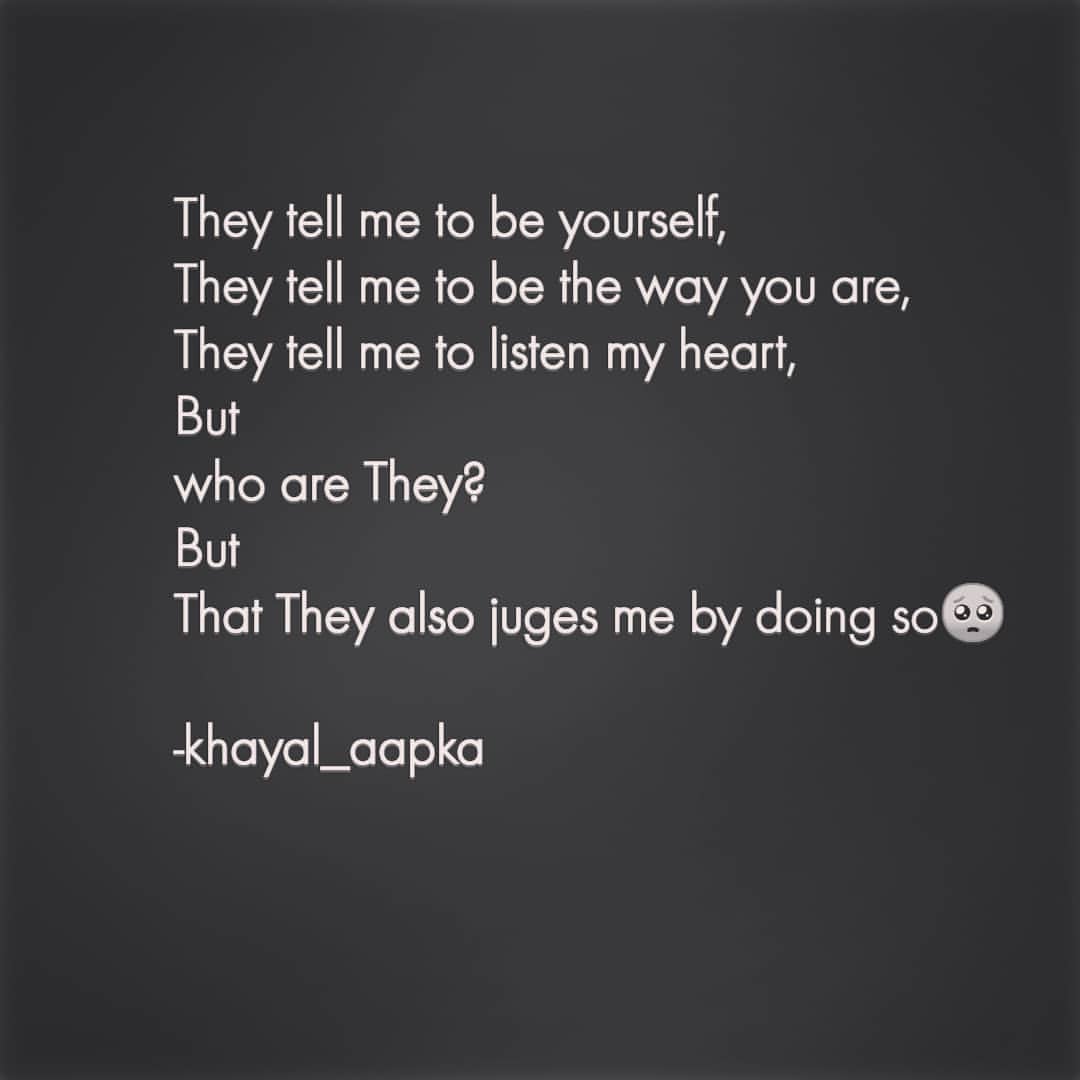 They tell me to be yourself,
They tell me to be the way you are,
They tell me to listen my heart,
But
who are They?
But
That They also juges me by doing so🥺
-khayal_aapka